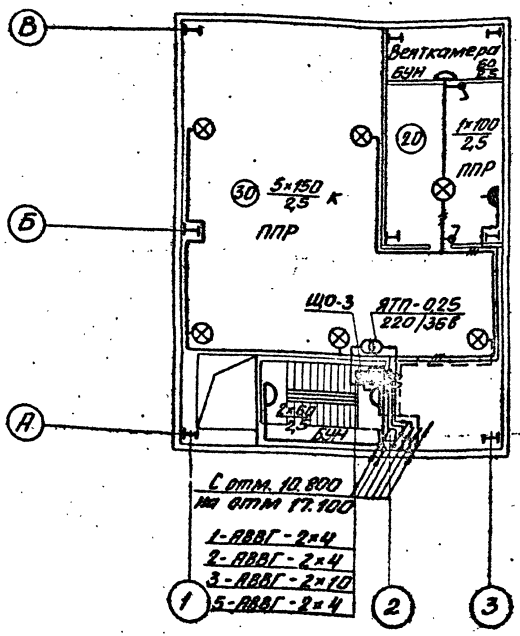 В
Венткамера
БУН 60
2,5
20
1×100
2,5
ППР
30 5×150 К
2,5
ППР
Б
ЩО-3 ЯТП-0,25
220/36в
А
2×60
2,5
БУН
С отм. 10.800
на отм 17.100
1-АВВГ-2×4
2-АВВГ-2×4
3-АВВГ-2×10
5-АВВГ-2×4
1 2 3